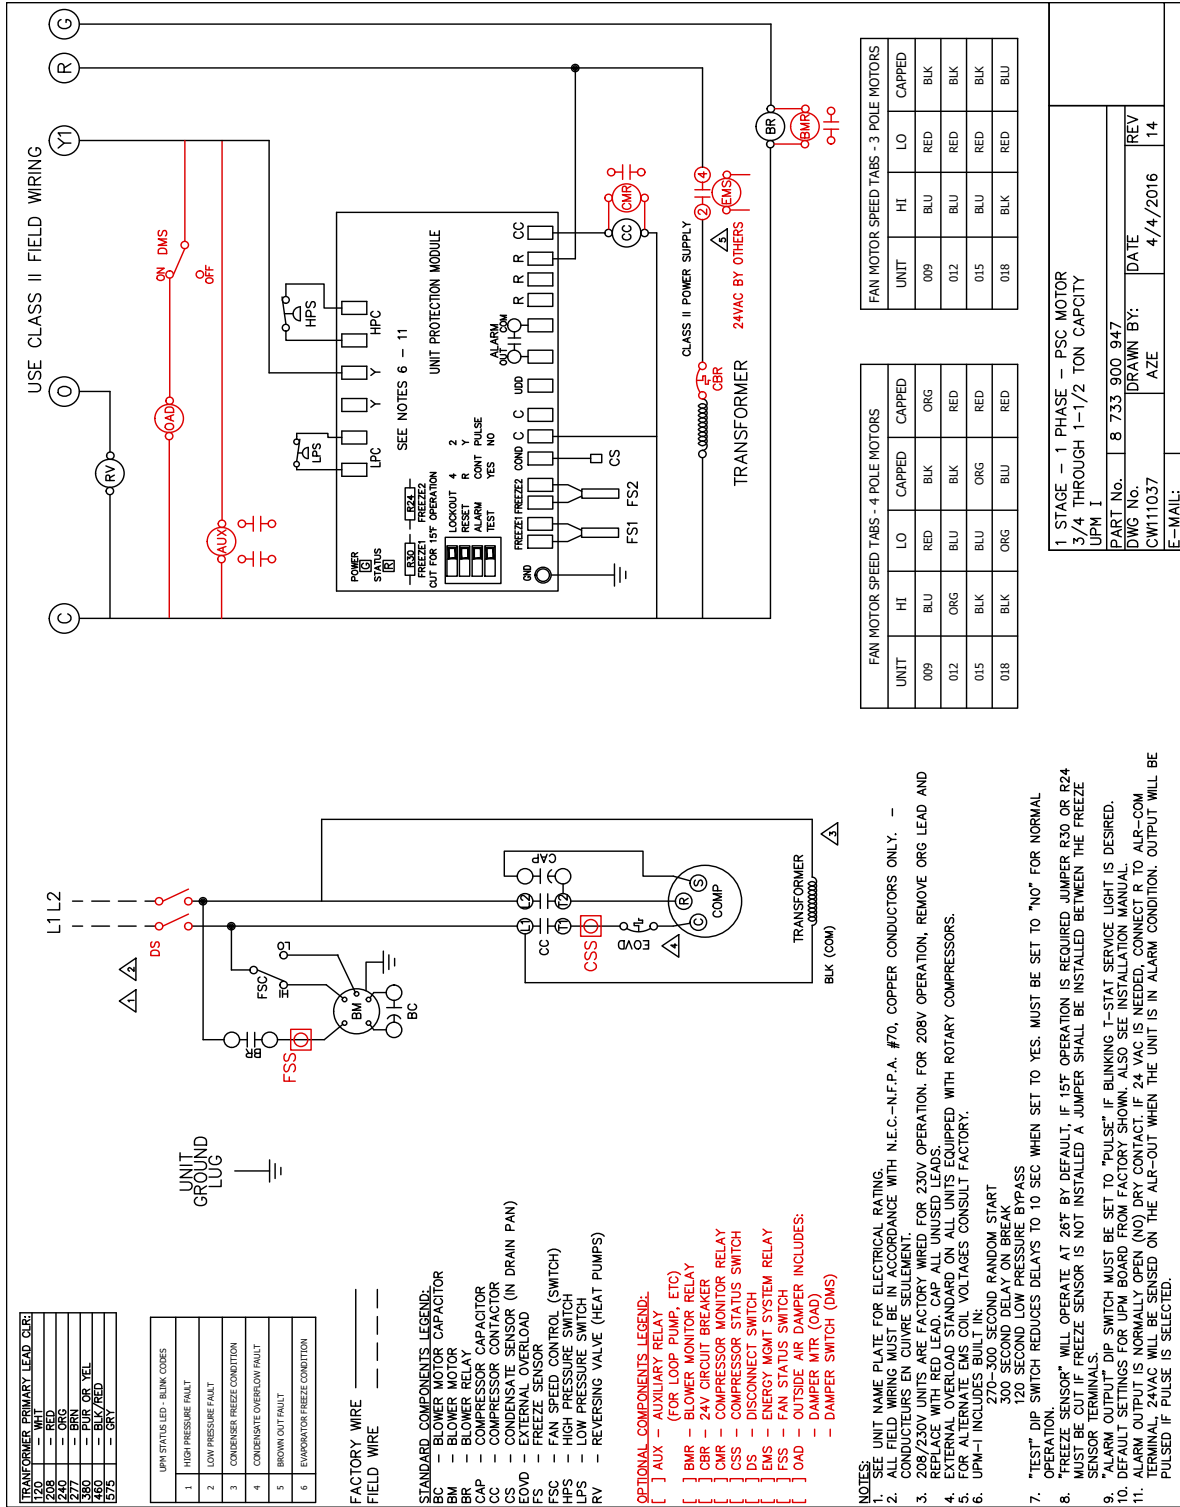 USE CLASS II FIELD WIRING
C
O
Y1
R
G
RV
OAD
ON DMS
OFF
AUX
LPS
HPS
LPC
Y
Y
HPC
SEE NOTES 6 - 11
UNIT PROTECTION MODULE
POWER
G
STATUS
R
R30
FREEZE1
R24
FREEZE2
CUT FOR 15°F OPERATION
LOCKOUT 4 2
RESET R Y
ALARM CONT PULSE
TEST YES NO
ALARM
OUT COM
GND
FREEZE1
FREEZE2
COND
C
C
UDD
R
R
R
CC
FS1
FS2
CS
CC
CMR
CLASS II POWER SUPPLY
2
4
EMS
5
24VAC BY OTHERS
CBR
TRANSFORMER
BR
BMR
L1 L2
DS
1
2
FSC
LO
HI
BM
BC
BR
FSS
UNIT
GROUND
LUG
L1
L2
CC
T1
T2
CAP
CSS
EOVD
4
C
R
S
COMP
TRANSFORMER
3
BLK (COM)
TRANFORMER PRIMARY LEAD CLR:
120 - WHT
208 - RED
240 - ORG
277 - BRN
380 - PUR OR YEL
460 - BLK/RED
575 - GRY
UPM STATUS LED - BLINK CODES
1 HIGH PRESSURE FAULT
2 LOW PRESSURE FAULT
3 CONDENSER FREEZE CONDITION
4 CONDENSATE OVERFLOW FAULT
5 BROWN OUT FAULT
6 EVAPORATOR FREEZE CONDITION
FACTORY WIRE
FIELD WIRE
STANDARD COMPONENTS LEGEND:
BC - BLOWER MOTOR CAPACITOR
BM - BLOWER MOTOR
BR - BLOWER RELAY
CAP - COMPRESSOR CAPACITOR
CC - COMPRESSOR CONTACTOR
CS - CONDENSATE SENSOR (IN DRAIN PAN)
EOVD - EXTERNAL OVERLOAD
FS - FREEZE SENSOR
FSC - FAN SPEED CONTROL (SWITCH)
HPS - HIGH PRESSURE SWITCH
LPS - LOW PRESSURE SWITCH
RV - REVERSING VALVE (HEAT PUMPS)
OPTIONAL COMPONENTS LEGEND:
[ ] AUX - AUXILIARY RELAY
(FOR LOOP PUMP, ETC)
[ ] BMR - BLOWER MONITOR RELAY
[ ] CBR - 24V CIRCUIT BREAKER
[ ] CMR - COMPRESSOR MONITOR RELAY
[ ] CSS - COMPRESSOR STATUS SWITCH
[ ] DS - DISCONNECT SWITCH
[ ] EMS - ENERGY MGMT SYSTEM RELAY
[ ] FSS - FAN STATUS SWITCH
[ ] OAD - OUTSIDE AIR DAMPER INCLUDES:
- DAMPER MTR (OAD)
- DAMPER SWITCH (DMS)
NOTES:
1. SEE UNIT NAME PLATE FOR ELECTRICAL RATING.
2. ALL FIELD WIRING MUST BE IN ACCORDANCE WITH N.E.C.-N.F.P.A. #70, COPPER CONDUCTORS ONLY. -
CONDUCTEURS EN CUIVRE SEULEMENT.
3. 208/230V UNITS ARE FACTORY WIRED FOR 230V OPERATION. FOR 208V OPERATION, REMOVE ORG LEAD AND
REPLACE WITH RED LEAD. CAP ALL UNUSED LEADS.
4. EXTERNAL OVERLOAD STANDARD ON ALL UNITS EQUIPPED WITH ROTARY COMPRESSORS.
5. FOR ALTERNATE EMS COIL VOLTAGES CONSULT FACTORY.
6. UPM-I INCLUDES BUILT IN:
270-300 SECOND RANDOM START
300 SECOND DELAY ON BREAK
120 SECOND LOW PRESSURE BYPASS
7. "TEST" DIP SWITCH REDUCES DELAYS TO 10 SEC WHEN SET TO YES. MUST BE SET TO "NO" FOR NORMAL
OPERATION.
8. "FREEZE SENSOR" WILL OPERATE AT 26°F BY DEFAULT, IF 15°F OPERATION IS REQUIRED JUMPER R30 OR R24
MUST BE CUT IF FREEZE SENSOR IS NOT INSTALLED A JUMPER SHALL BE INSTALLED BETWEEN THE FREEZE
SENSOR TERMINALS.
9. "ALARM OUTPUT" DIP SWITCH MUST BE SET TO "PULSE" IF BLINKING T-STAT SERVICE LIGHT IS DESIRED.
10. DEFAULT SETTINGS FOR UPM BOARD FROM FACTORY SHOWN. ALSO SEE INSTALLATION MANUAL.
11. ALARM OUTPUT IS NORMALLY OPEN (NO) DRY CONTACT. IF 24 VAC IS NEEDED, CONNECT R TO ALR-COM
TERMINAL, 24VAC WILL BE SENSED ON THE ALR-OUT WHEN THE UNIT IS IN ALARM CONDITION. OUTPUT WILL BE
PULSED IF PULSE IS SELECTED.
FAN MOTOR SPEED TABS - 4 POLE MOTORS
UNIT HI LO CAPPED CAPPED
009 BLU RED BLK ORG
012 ORG BLU BLK RED
015 BLK BLU ORG RED
018 BLK ORG BLU RED
FAN MOTOR SPEED TABS - 3 POLE MOTORS
UNIT HI LO CAPPED
009 BLU RED BLK
012 BLU RED BLK
015 BLU RED BLK
018 BLK RED BLU
1 STAGE - 1 PHASE - PSC MOTOR
3/4 THROUGH 1-1/2 TON CAPCITY
UPM I
PART No. 8 733 900 947
DWG No. DRAWN BY: DATE REV
CW111037 AZE 4/4/2016 14
E-MAIL: